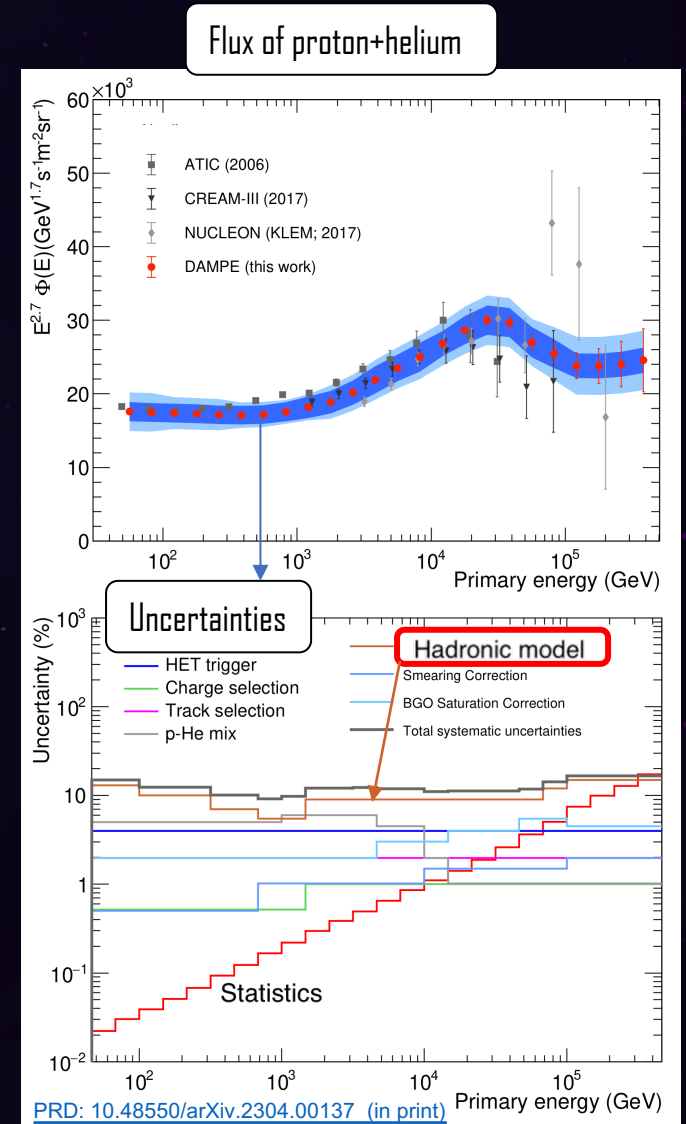 Flux of proton+helium
×10³
60
50
40
30
20
10
0
E^2.7 Φ(E)(GeV^1.7s^-1m^-2sr^-1)
ATIC (2006)
CREAM-III (2017)
NUCLEON (KLEM; 2017)
DAMPE (this work)
10² 10³ 10⁴ 10⁵
Primary energy (GeV)
Uncertainties
Uncertainty (%)
10³
10²
10
1
10⁻¹
10⁻²
HET trigger
Charge selection
Track selection
p-He mix
Hadronic model
Smearing Correction
BGO Saturation Correction
Total systematic uncertainties
Statistics
10² 10³ 10⁴ 10⁵
Primary energy (GeV)
PRD: 10.48550/arXiv.2304.00137 (in print)